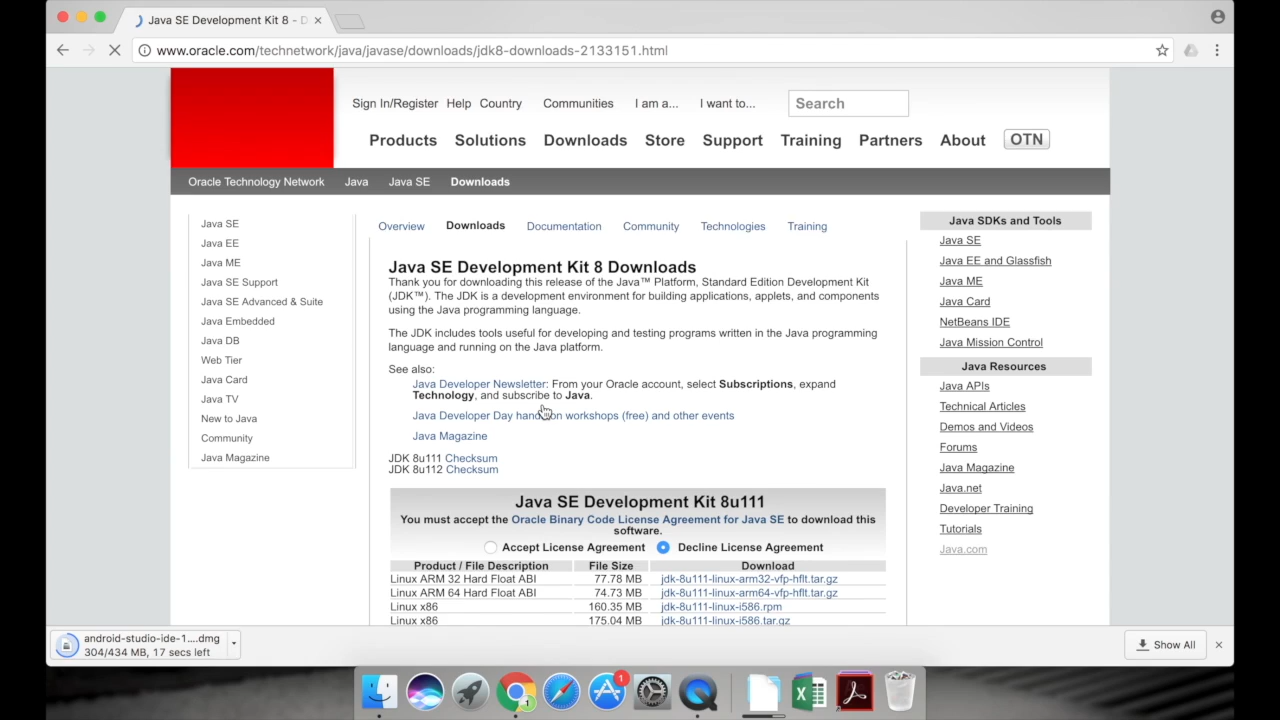 Java SE Development Kit 8 - D
www.oracle.com/technetwork/java/javase/downloads/jdk8-downloads-2133151.html
Sign In/Register Help Country Communities I am a... I want to... Search
Products Solutions Downloads Store Support Training Partners About OTN
Oracle Technology Network Java Java SE Downloads
Java SE
Java EE
Java ME
Java SE Support
Java SE Advanced & Suite
Java Embedded
Java DB
Web Tier
Java Card
Java TV
New to Java
Community
Java Magazine
Overview Downloads Documentation Community Technologies Training
Java SE Development Kit 8 Downloads
Thank you for downloading this release of the Java™ Platform, Standard Edition Development Kit
(JDK™). The JDK is a development environment for building applications, applets, and components
using the Java programming language.
The JDK includes tools useful for developing and testing programs written in the Java programming
language and running on the Java platform.
See also:
Java Developer Newsletter: From your Oracle account, select Subscriptions, expand
Technology, and subscribe to Java.
Java Developer Day hands-on workshops (free) and other events
Java Magazine
JDK 8u111 Checksum
JDK 8u112 Checksum
Java SE Development Kit 8u111
You must accept the Oracle Binary Code License Agreement for Java SE to download this
software.
Accept License Agreement Decline License Agreement
Product / File Description File Size Download
Linux ARM 32 Hard Float ABI 77.78 MB jdk-8u111-linux-arm32-vfp-hflt.tar.gz
Linux ARM 64 Hard Float ABI 74.73 MB jdk-8u111-linux-arm64-vfp-hflt.tar.gz
Linux x86 160.35 MB jdk-8u111-linux-i586.rpm
Linux x86 175.04 MB jdk-8u111-linux-i586.tar.gz
Java SDKs and Tools
Java SE
Java EE and Glassfish
Java ME
Java Card
NetBeans IDE
Java Mission Control
Java Resources
Java APIs
Technical Articles
Demos and Videos
Forums
Java Magazine
Java.net
Developer Training
Tutorials
Java.com
android-studio-ide-1....dmg
304/434 MB, 17 secs left
Show All
1
1